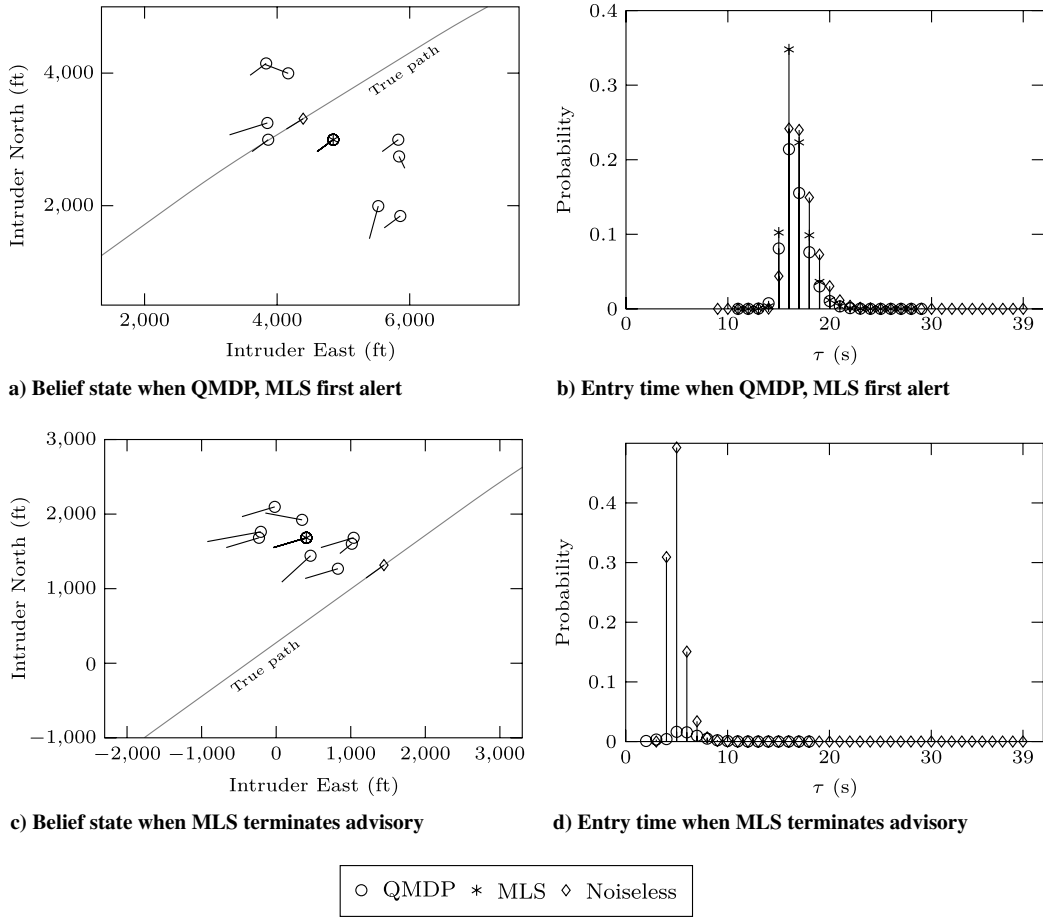 4,000
2,000
2,000
4,000
6,000
Intruder North (ft)
Intruder East (ft)
True path
a) Belief state when QMDP, MLS first alert
0.4
0.3
0.2
0.1
0
0
10
20
30
39
Probability
τ (s)
b) Entry time when QMDP, MLS first alert
3,000
2,000
1,000
0
−1,000
−2,000
−1,000
0
1,000
2,000
3,000
Intruder North (ft)
Intruder East (ft)
True path
c) Belief state when MLS terminates advisory
0.4
0.3
0.2
0.1
0
0
10
20
30
39
Probability
τ (s)
d) Entry time when MLS terminates advisory
QMDP MLS Noiseless